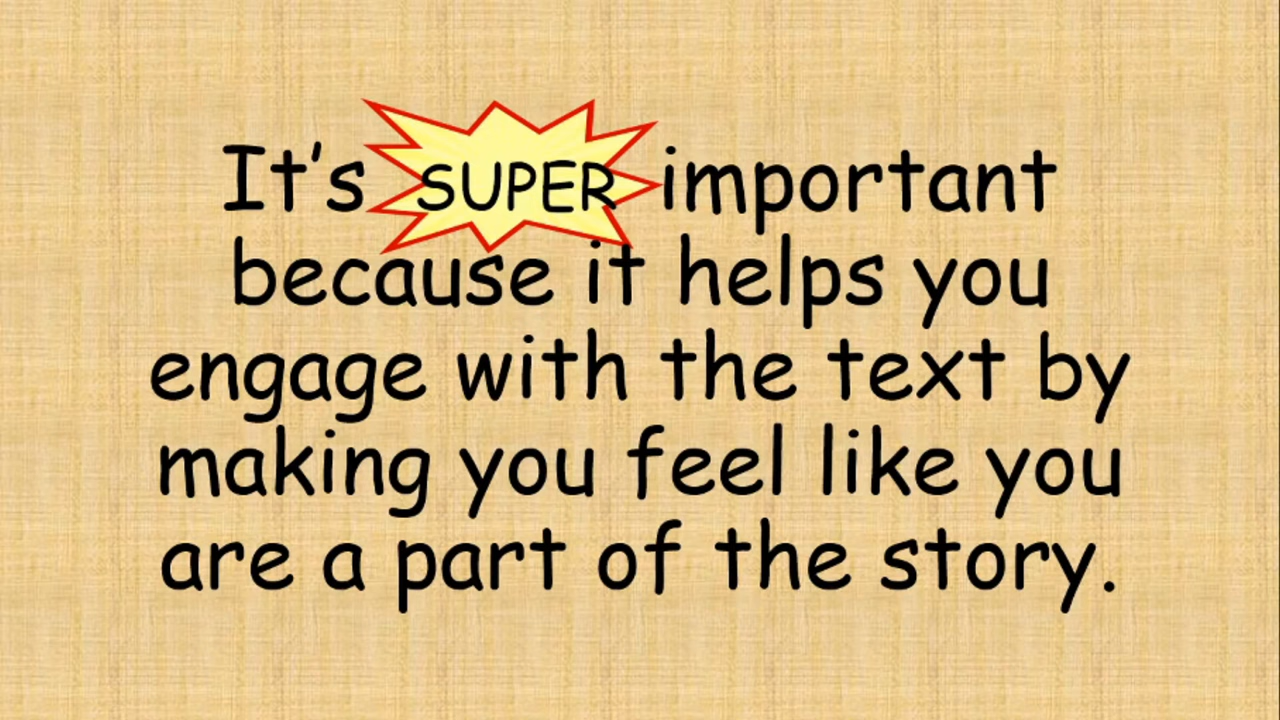 It’s SUPER important
because it helps you
engage with the text by
making you feel like you
are a part of the story.